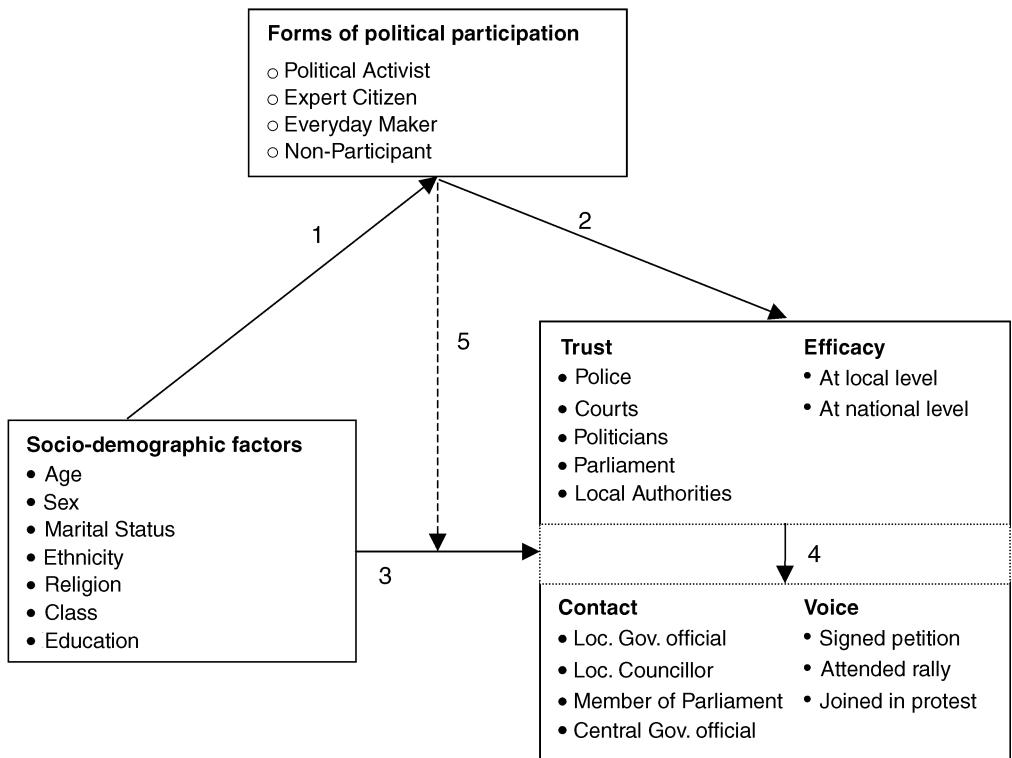 Forms of political participation
○ Political Activist
○ Expert Citizen
○ Everyday Maker
○ Non-Participant
1
2
5
Socio-demographic factors
• Age
• Sex
• Marital Status
• Ethnicity
• Religion
• Class
• Education
3
Trust
• Police
• Courts
• Politicians
• Parliament
• Local Authorities
Efficacy
• At local level
• At national level
4
Contact
• Loc. Gov. official
• Loc. Councillor
• Member of Parliament
• Central Gov. official
Voice
• Signed petition
• Attended rally
• Joined in protest